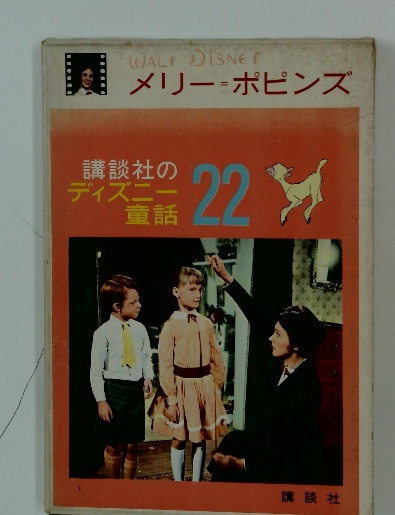 WALT DISNEY
メリー=ポピンズ
講談社の
ディズニー
童話
22
講談社